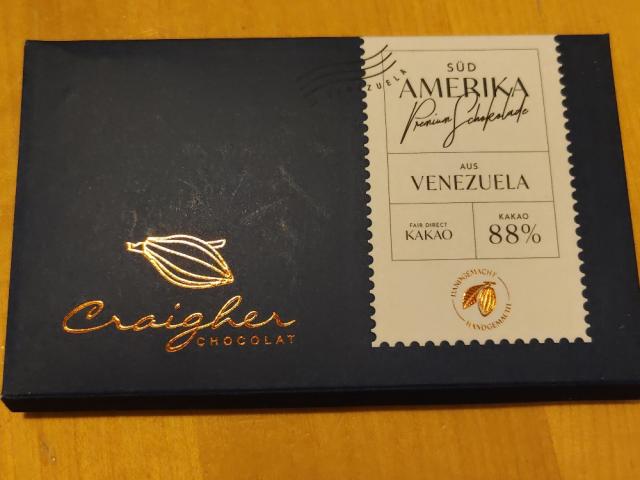 VENEZUELA
SÜD
AMERIKA
Premium Schokolade
AUS
VENEZUELA
FAIR DIRECT
KAKAO
KAKAO
88%
HANDGEMACHT
HANDGEMACHT
Craigher
CHOCOLAT